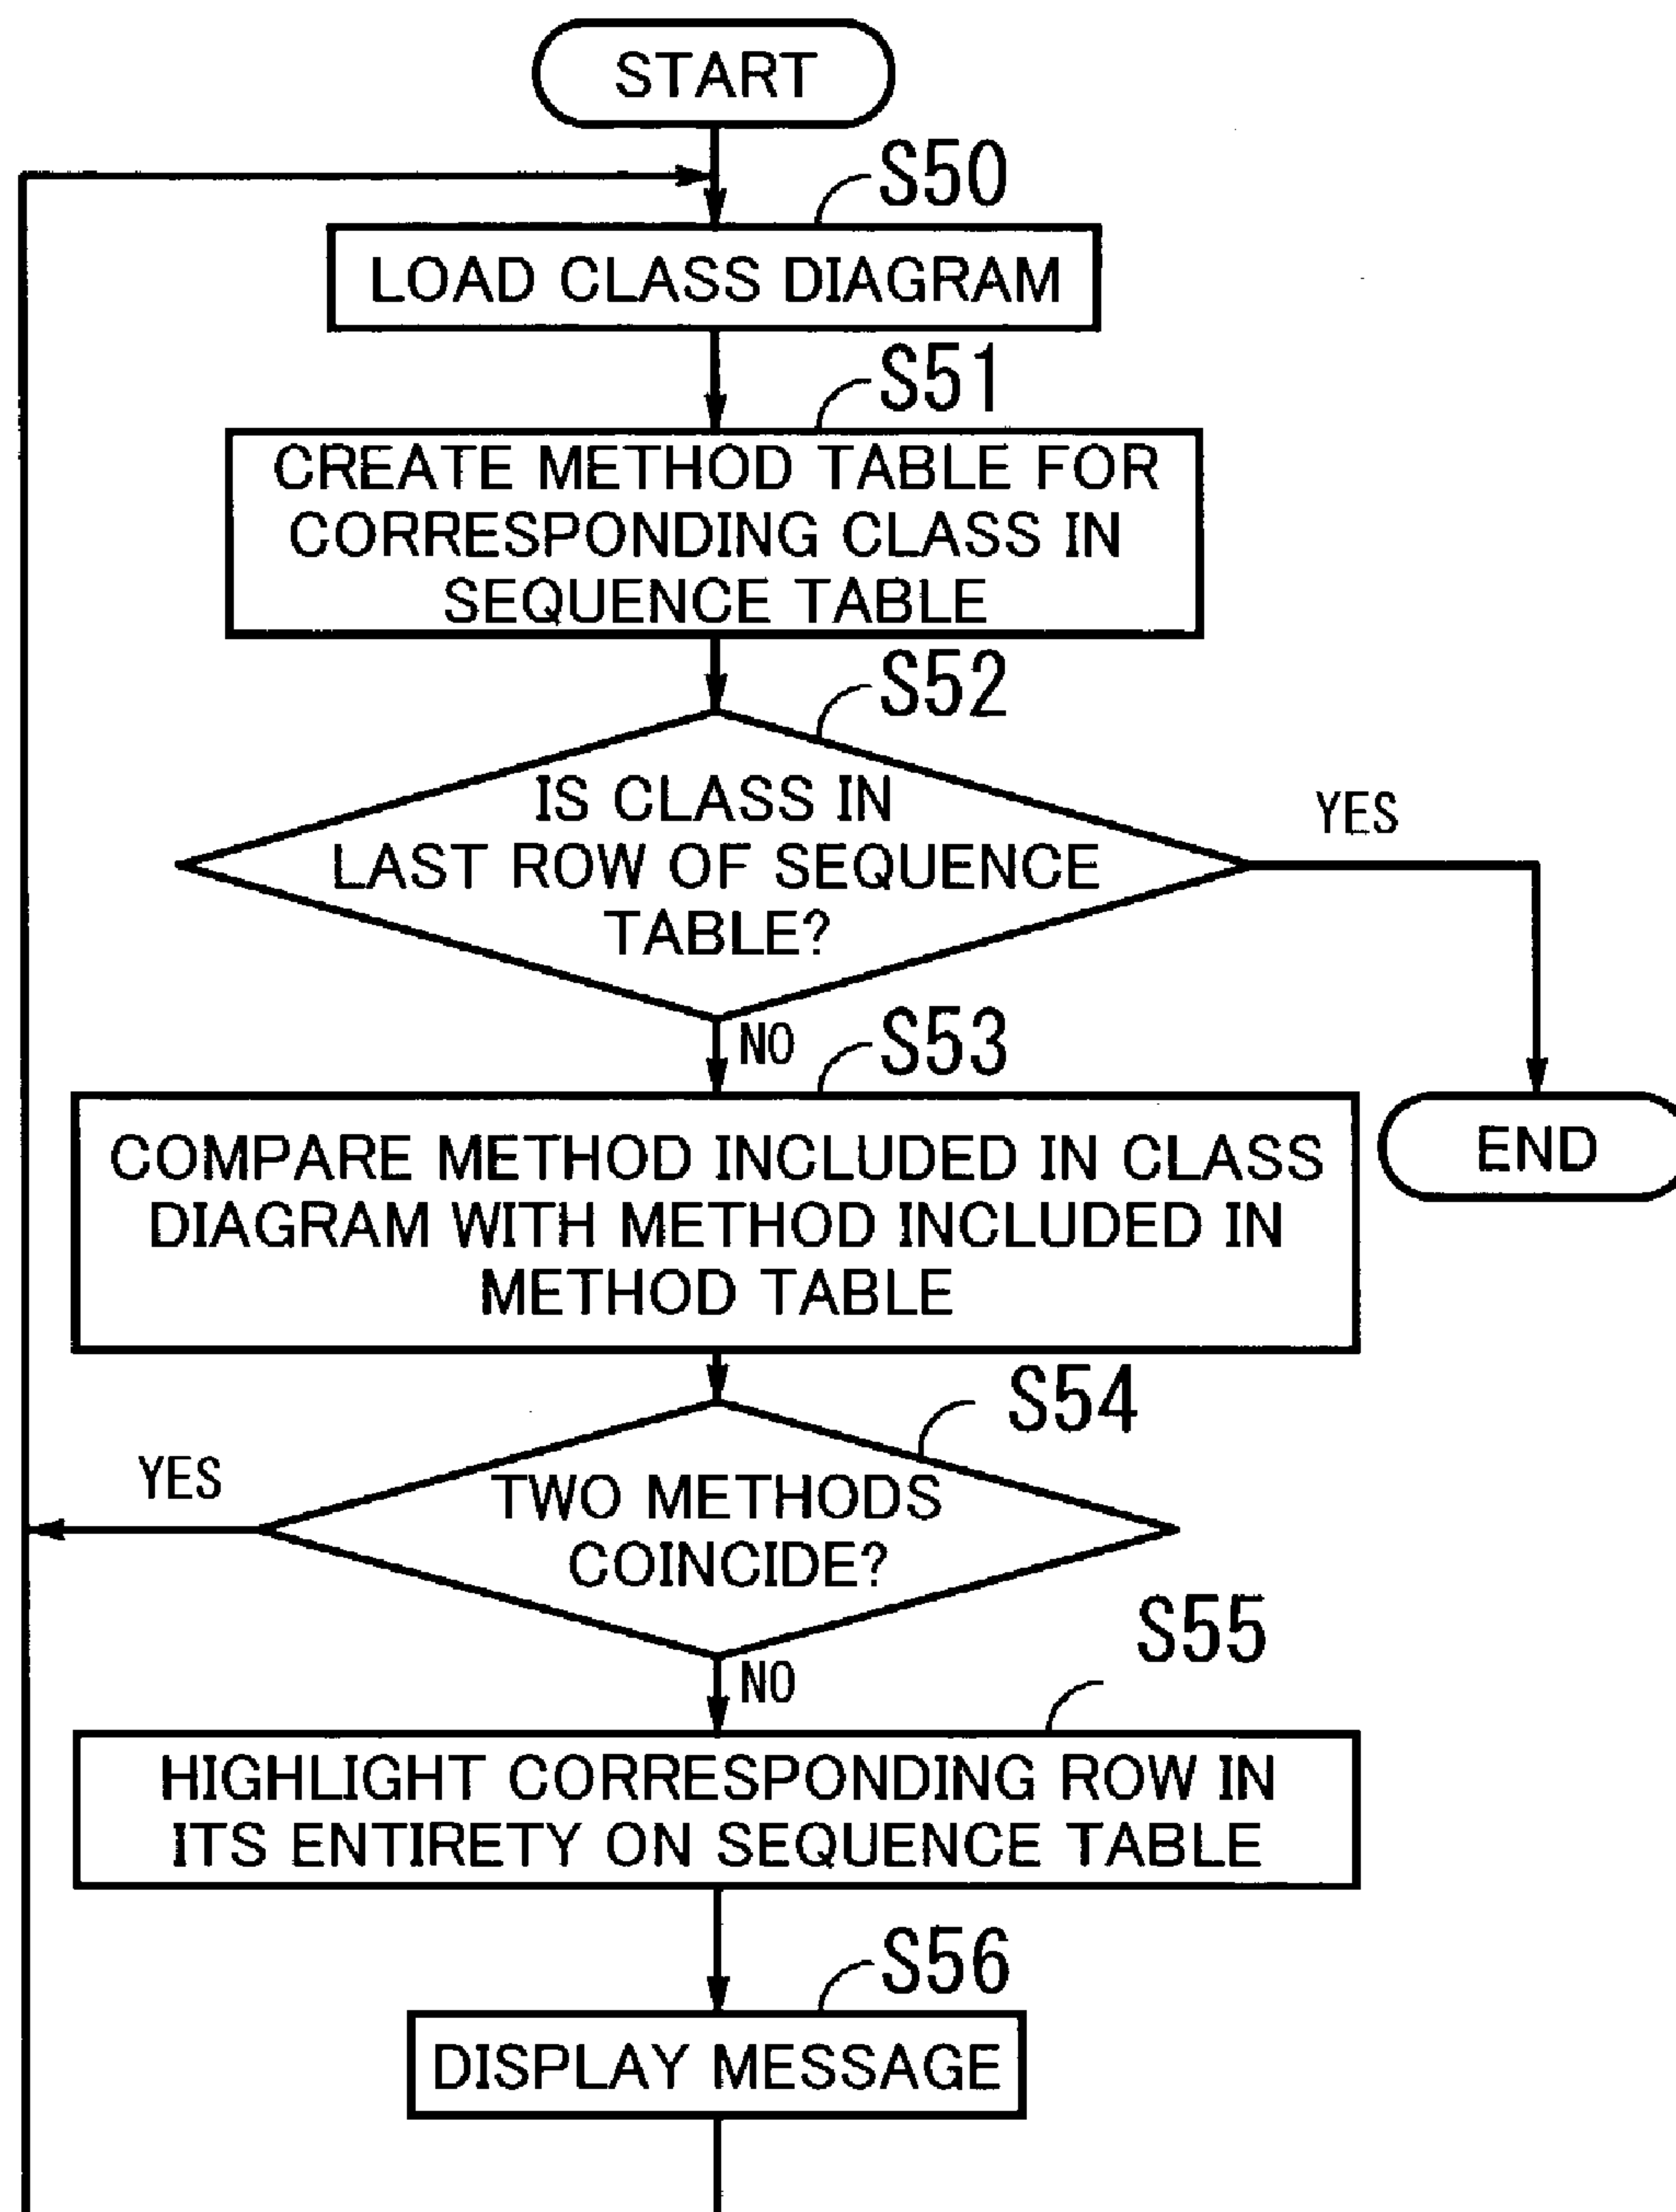 START
S50
LOAD CLASS DIAGRAM
S51
CREATE METHOD TABLE FOR
CORRESPONDING CLASS IN
SEQUENCE TABLE
S52
IS CLASS IN
LAST ROW OF SEQUENCE
TABLE?
YES
NO
S53
COMPARE METHOD INCLUDED IN CLASS
DIAGRAM WITH METHOD INCLUDED IN
METHOD TABLE
END
S54
YES
TWO METHODS
COINCIDE?
S55
NO
HIGHLIGHT CORRESPONDING ROW IN
ITS ENTIRETY ON SEQUENCE TABLE
S56
DISPLAY MESSAGE